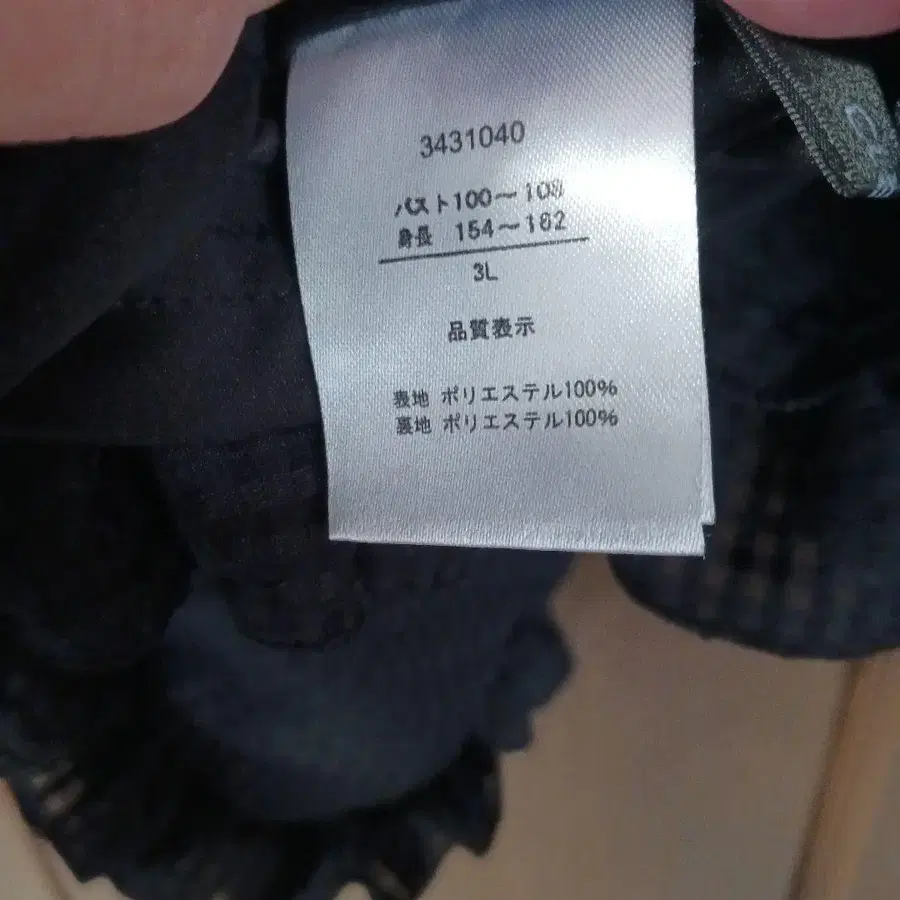 3431040
バスト100〜108
身長 154〜162
3L
品質表示
表地 ポリエステル100%
裏地 ポリエステル100%